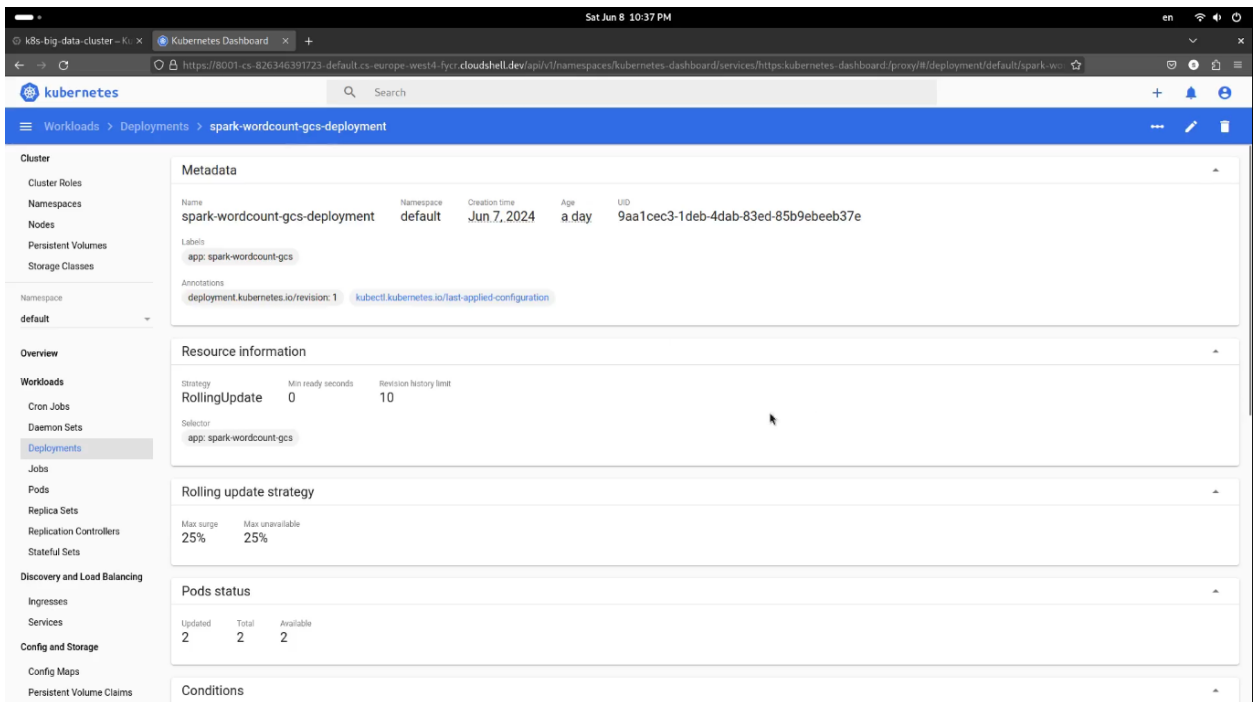 Sat Jun 8 10:37 PM
en
k8s-big-data-cluster – Ku
Kubernetes Dashboard
https://8001-cs-826346391723-default.cs-europe-west4-fycr.cloudshell.dev/api/v1/namespaces/kubernetes-dashboard/services/https:kubernetes-dashboard:/proxy/#/deployment/default/spark-wo
kubernetes
Search
Workloads > Deployments > spark-wordcount-gcs-deployment
Cluster
Cluster Roles
Namespaces
Nodes
Persistent Volumes
Storage Classes
Namespace
default
Overview
Workloads
Cron Jobs
Daemon Sets
Deployments
Jobs
Pods
Replica Sets
Replication Controllers
Stateful Sets
Discovery and Load Balancing
Ingresses
Services
Config and Storage
Config Maps
Persistent Volume Claims
Metadata
Name Namespace Creation time Age UID
spark-wordcount-gcs-deployment default Jun 7, 2024 a day 9aa1cec3-1deb-4dab-83ed-85b9ebeeb37e
Labels
app: spark-wordcount-gcs
Annotations
deployment.kubernetes.io/revision: 1 kubectl.kubernetes.io/last-applied-configuration
Resource information
Strategy Min ready seconds Revision history limit
RollingUpdate 0 10
Selector
app: spark-wordcount-gcs
Rolling update strategy
Max surge Max unavailable
25% 25%
Pods status
Updated Total Available
2 2 2
Conditions